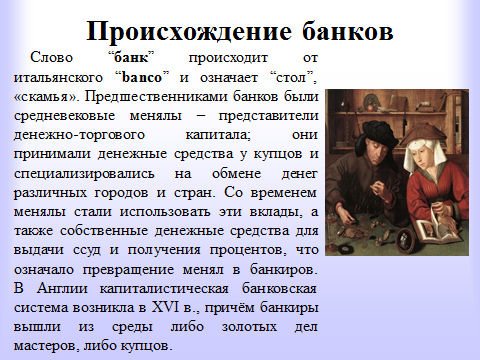 Происхождение банков
Слово “банк” происходит от
итальянского “banco” и означает “стол”,
«скамья». Предшественниками банков были
средневековые менялы – представители
денежно-торгового капитала; они
принимали денежные средства у купцов и
специализировались на обмене денег
различных городов и стран. Со временем
менялы стали использовать эти вклады, а
также собственные денежные средства для
выдачи ссуд и получения процентов, что
означало превращение менял в банкиров.
В Англии капиталистическая банковская
система возникла в XVI в., причём банкиры
вышли из среды либо золотых дел
мастеров, либо купцов.